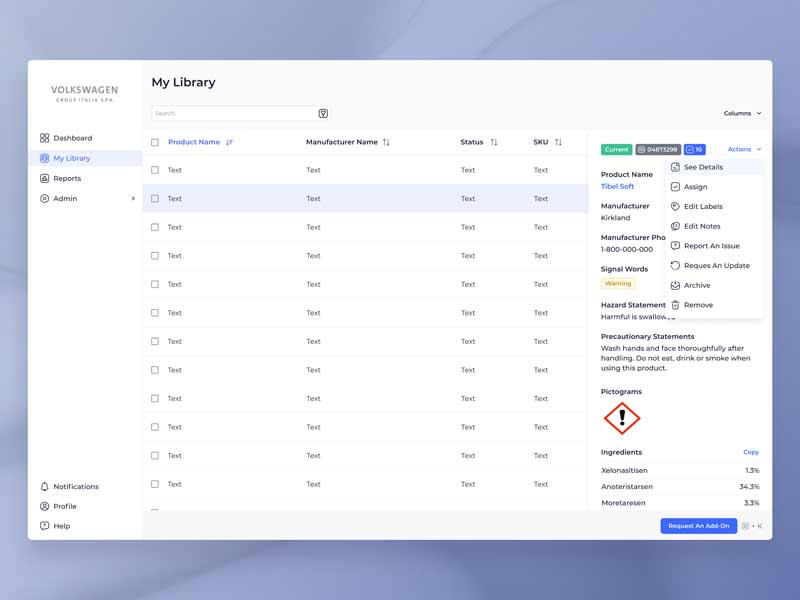 VOLKSWAGEN
GROUP ITALIA S.P.A.
Dashboard
My Library
Reports
Admin
Notifications
Profile
Help
My Library
Search
Columns
Product Name
Manufacturer Name
Status
SKU
Text Text Text Text
Text Text Text Text
Text Text Text Text
Text Text Text Text
Text Text Text Text
Text Text Text Text
Text Text Text Text
Text Text Text Text
Text Text Text Text
Text Text Text Text
Text Text Text Text
Text Text Text Text
Current
04873298
10
Actions
See Details
Assign
Edit Labels
Edit Notes
Report An Issue
Reques An Update
Archive
Remove
Product Name
Tibel Soft
Manufacturer
Kirkland
Manufacturer Pho
1-800-000-000
Signal Words
Warning
Hazard Statement
Harmful is swallowed
Precautionary Statements
Wash hands and face thoroughly after
handling. Do not eat, drink or smoke when
using this product.
Pictograms
!
Ingredients
Copy
Xelonasitisen 1.3%
Anoteristarsen 34.3%
Moretaresen 3.3%
Request An Add-On
+ K